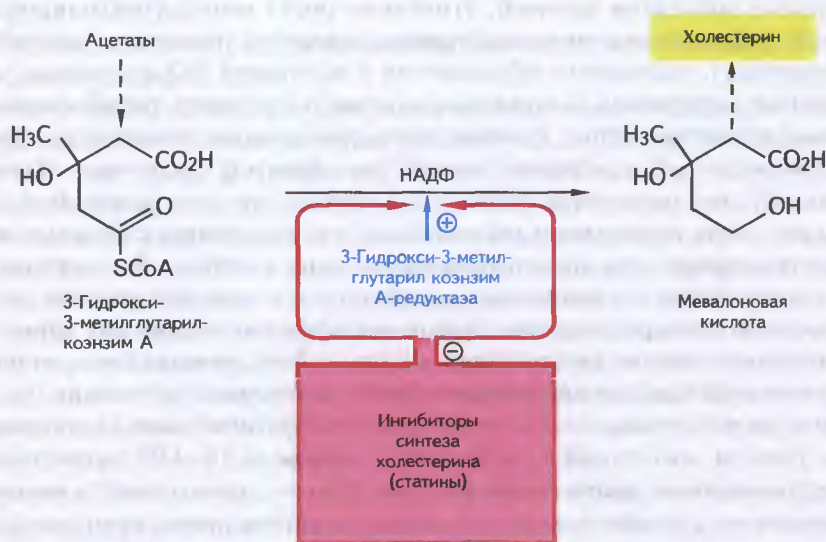 Ацетаты
Холестерин
H₃C
HO
CO₂H
O
SCoA
3-Гидрокси-
3-метилглутарил-
коэнзим А
НАДФ
⊕
3-Гидрокси-3-метил-
глутарил коэнзим
А-редуктаза
⊖
Ингибиторы
синтеза
холестерина
(статины)
H₃C
HO
CO₂H
OH
Мевалоновая
кислота